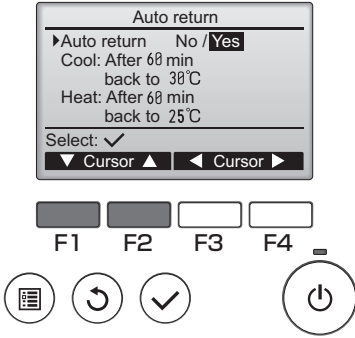 Auto return
Auto return No / Yes
Cool: After 60 min
back to 30°C
Heat: After 60 min
back to 25°C
Select: ✓
▼ Cursor ▲ ◀ Cursor ▶
F1 F2 F3 F4